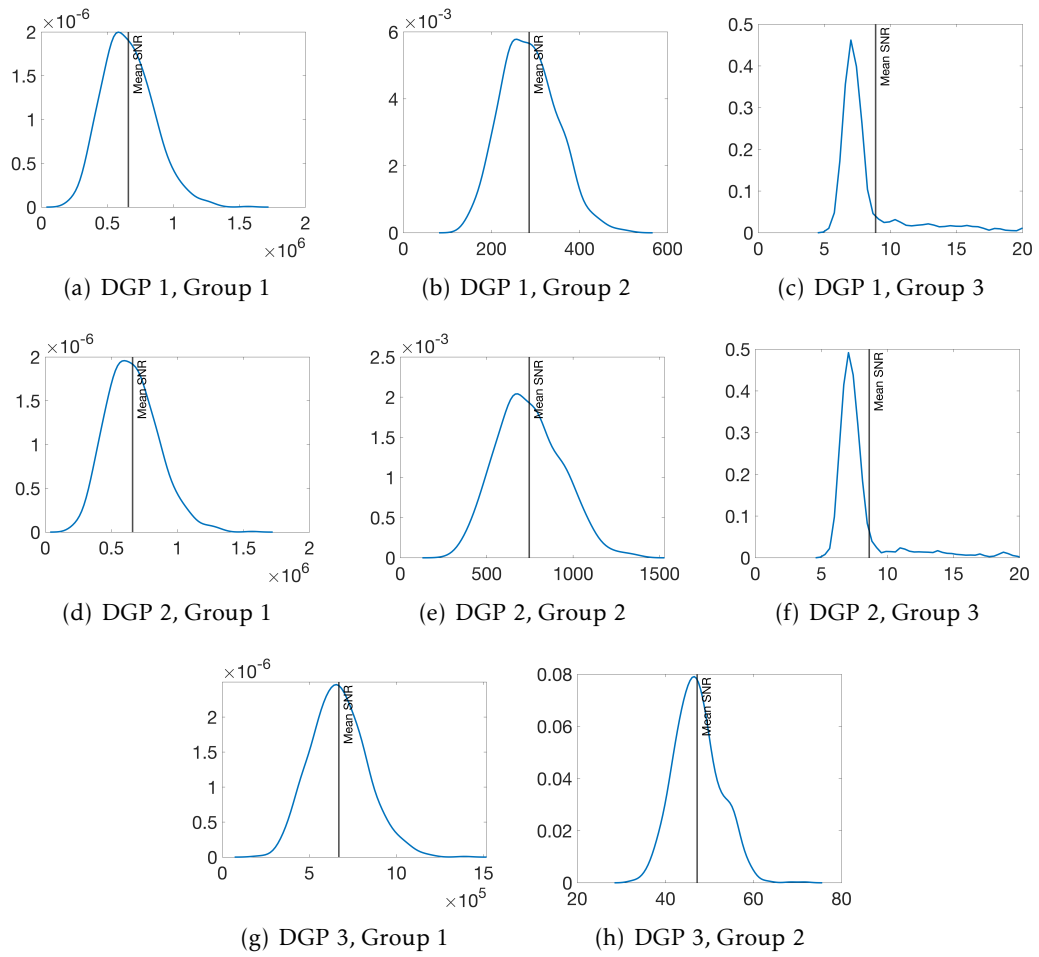 ×10⁻⁶
2
1.5
1
0.5
0
0 0.5 1 1.5 2
×10⁶
Mean SNR
(a) DGP 1, Group 1
×10⁻³
6
4
2
0
0 200 400 600
Mean SNR
(b) DGP 1, Group 2
0.5
0.4
0.3
0.2
0.1
0
0 5 10 15 20
Mean SNR
(c) DGP 1, Group 3
×10⁻⁶
2
1.5
1
0.5
0
0 0.5 1 1.5 2
×10⁶
Mean SNR
(d) DGP 2, Group 1
×10⁻³
2.5
2
1.5
1
0.5
0
0 500 1000 1500
Mean SNR
(e) DGP 2, Group 2
0.5
0.4
0.3
0.2
0.1
0
0 5 10 15 20
Mean SNR
(f) DGP 2, Group 3
×10⁻⁶
2
1.5
1
0.5
0
0 5 10 15
×10⁵
Mean SNR
(g) DGP 3, Group 1
0.08
0.06
0.04
0.02
0
20 40 60 80
Mean SNR
(h) DGP 3, Group 2